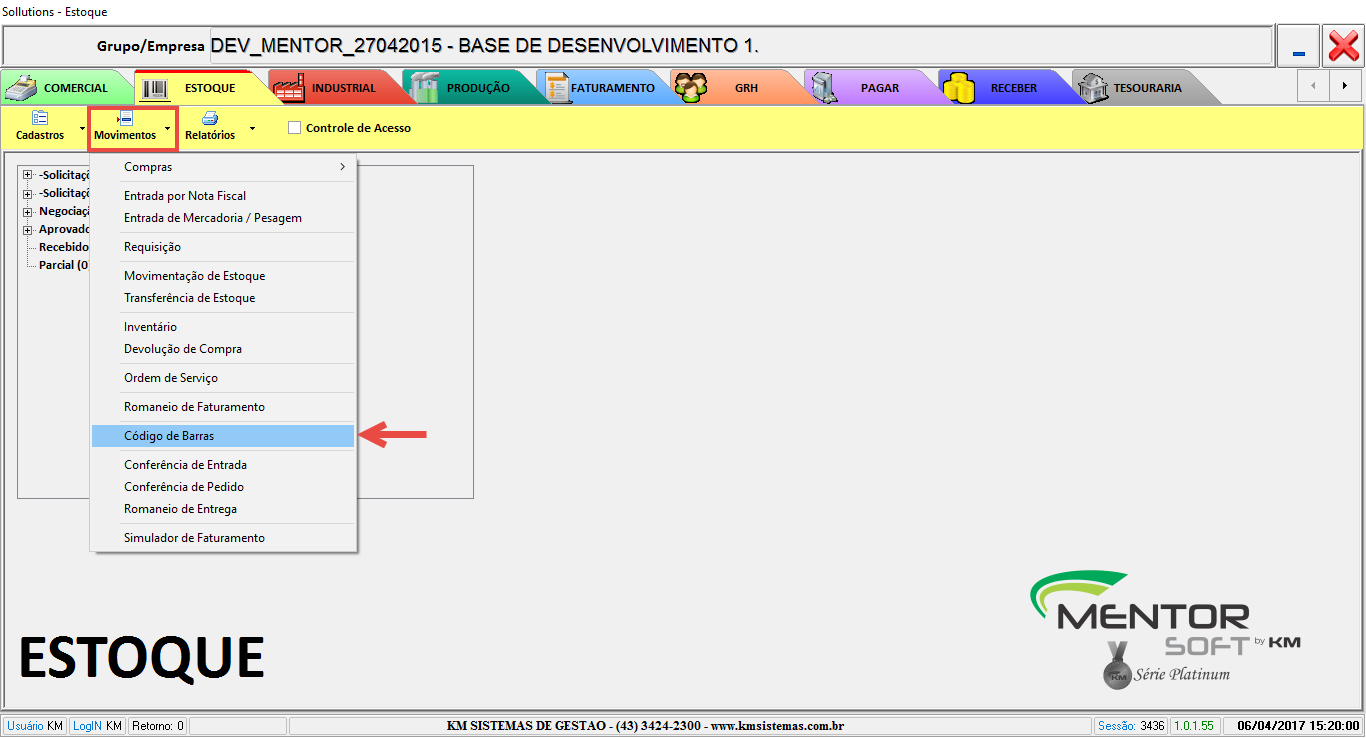 Sollutions - Estoque
Grupo/Empresa DEV_MENTOR_27042015 - BASE DE DESENVOLVIMENTO 1.
COMERCIAL ESTOQUE INDUSTRIAL PRODUÇÃO FATURAMENTO GRH PAGAR RECEBER TESOURARIA
Cadastros Movimentos Relatórios Controle de Acesso
-Solicitaçã
-Solicitaçã
Negociaçã
Aprovado
Recebido
Parcial (0)
Compras
Entrada por Nota Fiscal
Entrada de Mercadoria / Pesagem
Requisição
Movimentação de Estoque
Transferência de Estoque
Inventário
Devolução de Compra
Ordem de Serviço
Romaneio de Faturamento
Código de Barras
Conferência de Entrada
Conferência de Pedido
Romaneio de Entrega
Simulador de Faturamento
ESTOQUE
MENTOR
SOFT by KM
KM Série Platinum
Usuário KM LogIN KM Retorno: 0 KM SISTEMAS DE GESTAO - (43) 3424-2300 - www.kmsistemas.com.br Sessão: 3436 1.0.1.55 06/04/2017 15:20:00